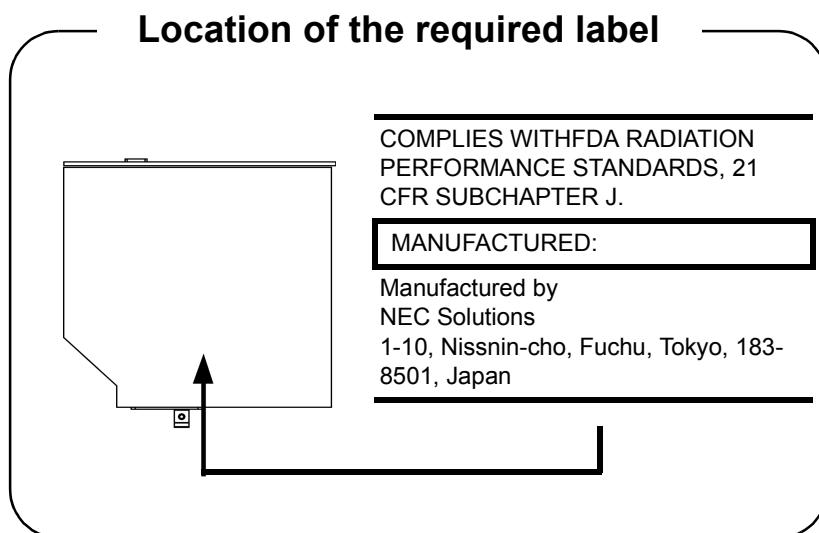 Location of the required label
COMPLIES WITHFDA RADIATION
PERFORMANCE STANDARDS, 21
CFR SUBCHAPTER J.
MANUFACTURED:
Manufactured by
NEC Solutions
1-10, Nissnin-cho, Fuchu, Tokyo, 183-
8501, Japan